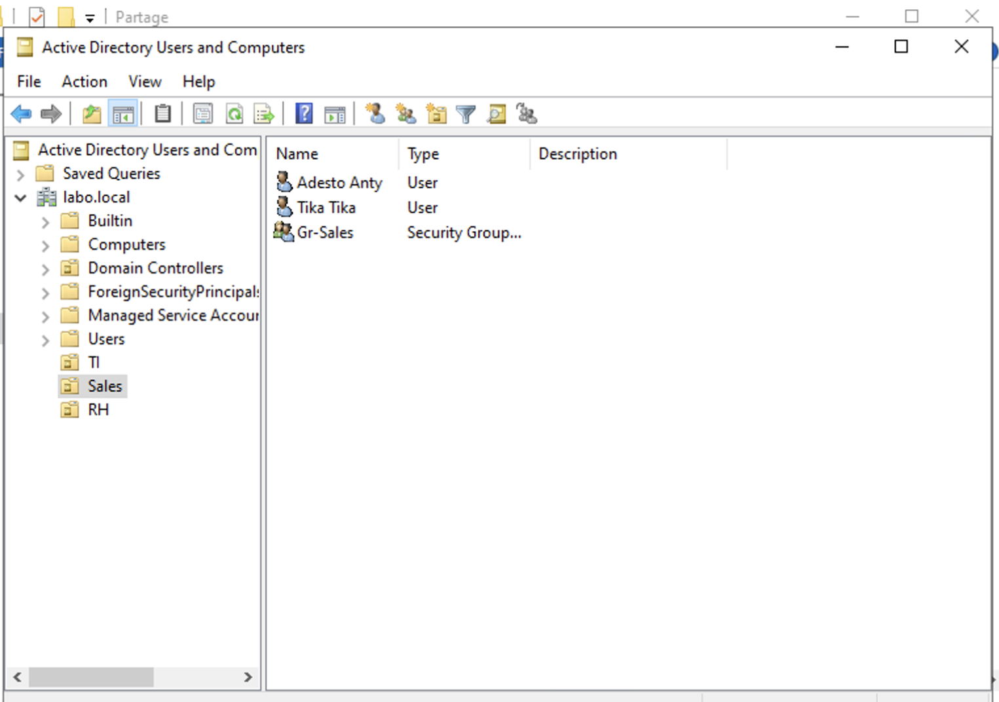 Partage
Active Directory Users and Computers
File Action View Help
Active Directory Users and Com
Saved Queries
labo.local
Builtin
Computers
Domain Controllers
ForeignSecurityPrincipals
Managed Service Accour
Users
TI
Sales
RH
Name Type Description
Adesto Anty User
Tika Tika User
Gr-Sales Security Group...